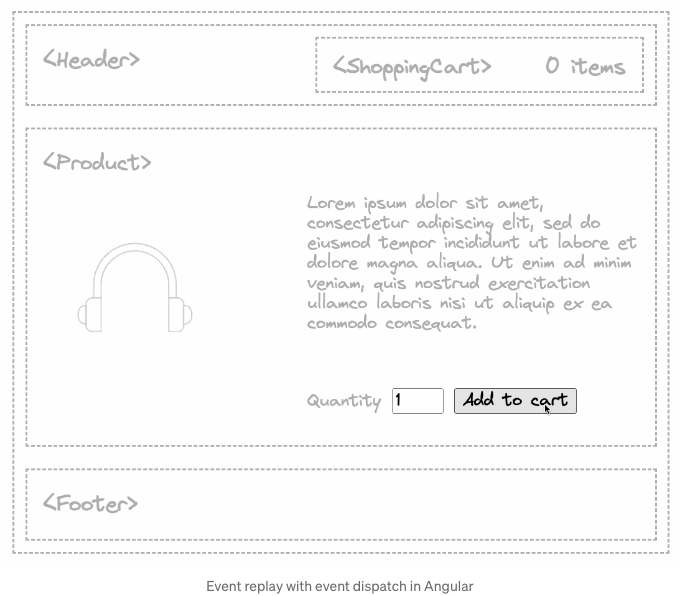 <Header>
<ShoppingCart> 0 items
<Product>
Lorem ipsum dolor sit amet,
consectetur adipiscing elit, sed do
eiusmod tempor incididunt ut labore et
dolore magna aliqua. Ut enim ad minim
veniam, quis nostrud exercitation
ullamco laboris nisi ut aliquip ex ea
commodo consequat.
Quantity 1 Add to cart
<Footer>
Event replay with event dispatch in Angular